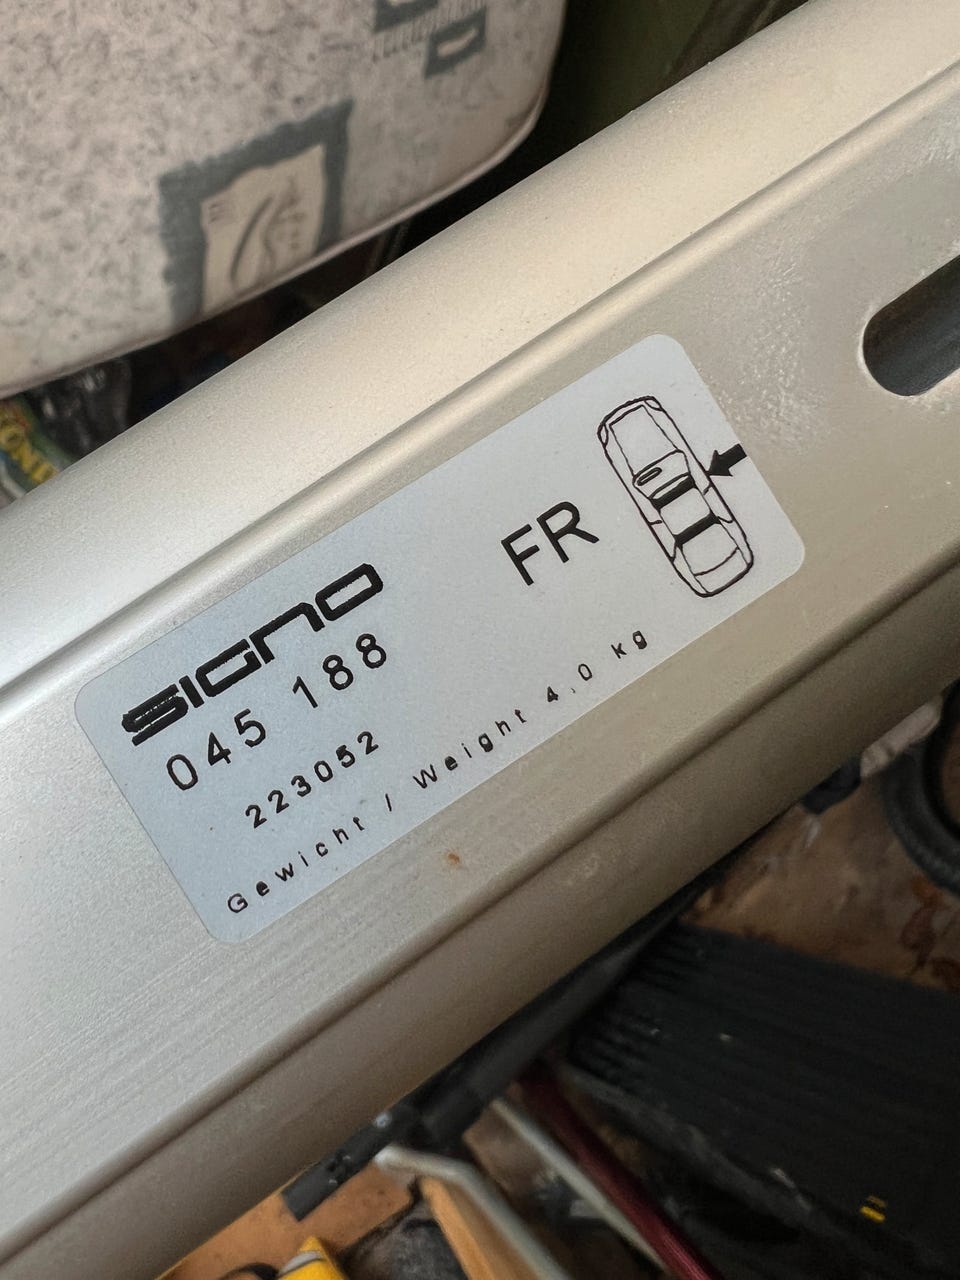 SIGNO
045 188
223052
Gewicht / Weight 4.0 kg
FR